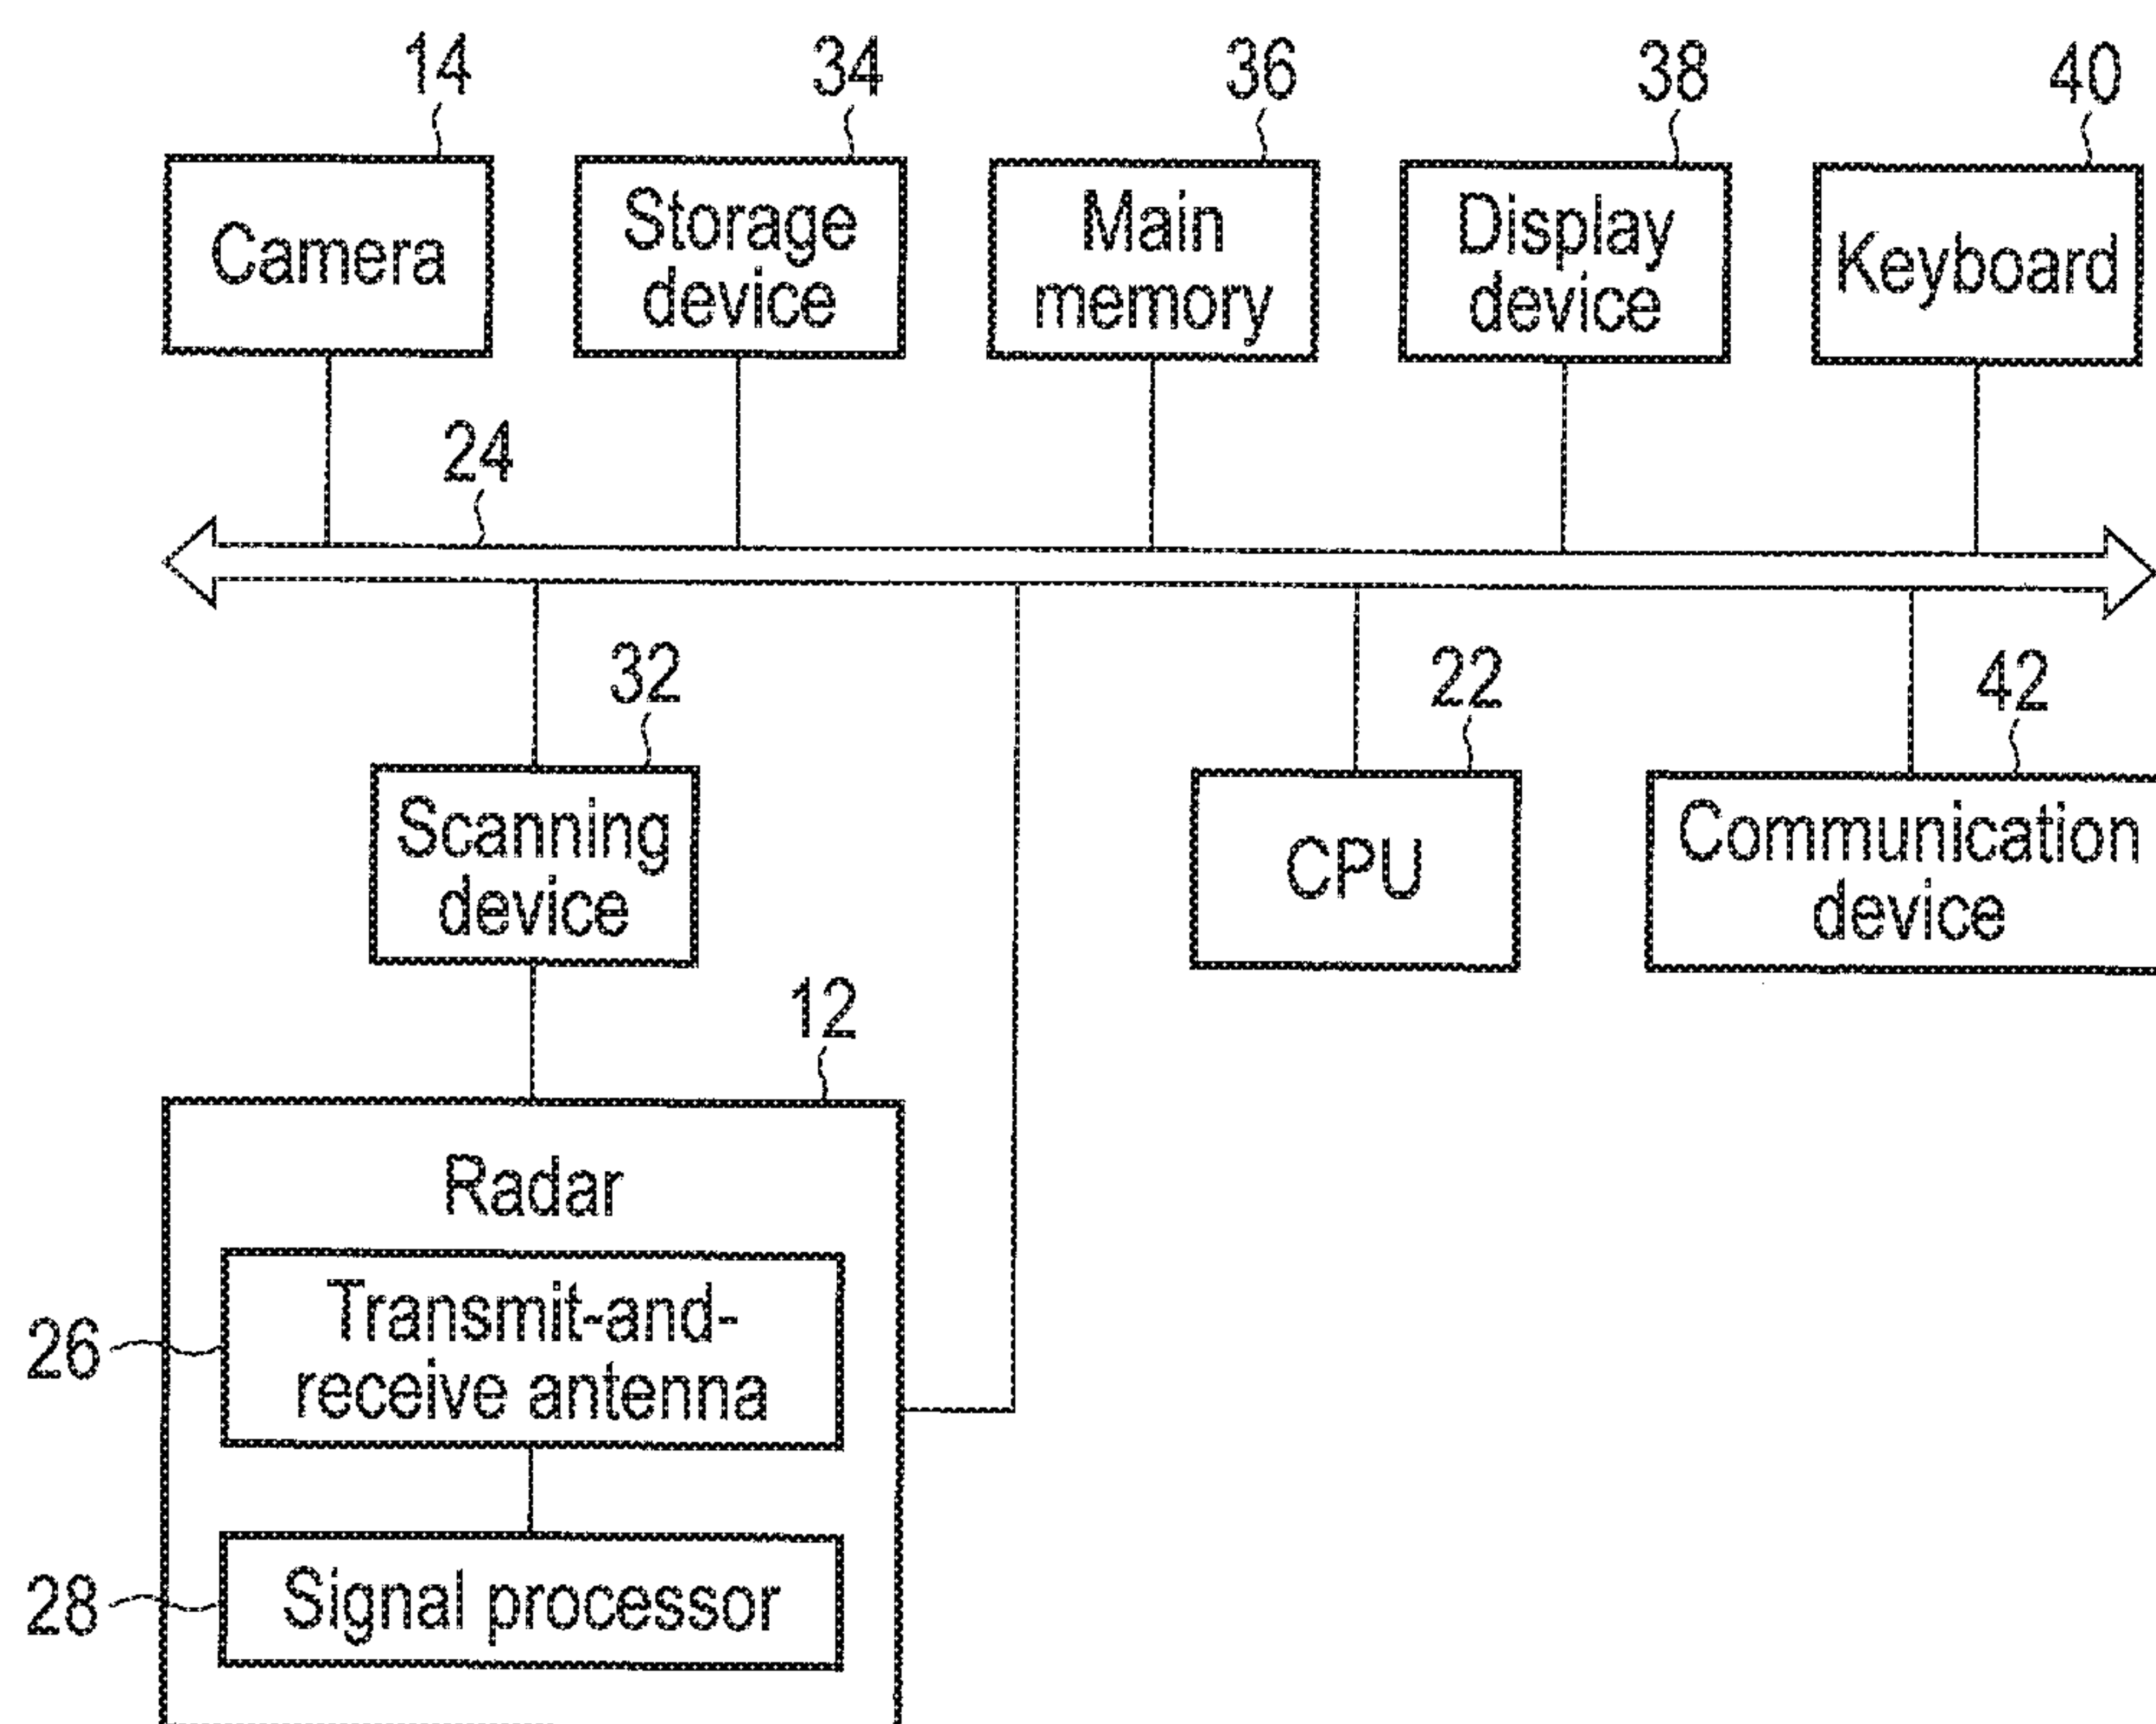 14
34
36
38
40
Camera
Storage
device
Main
memory
Display
device
Keyboard
24
32
22
42
Scanning
device
CPU
Communication
device
12
Radar
26
Transmit-and-
receive antenna
28
Signal processor